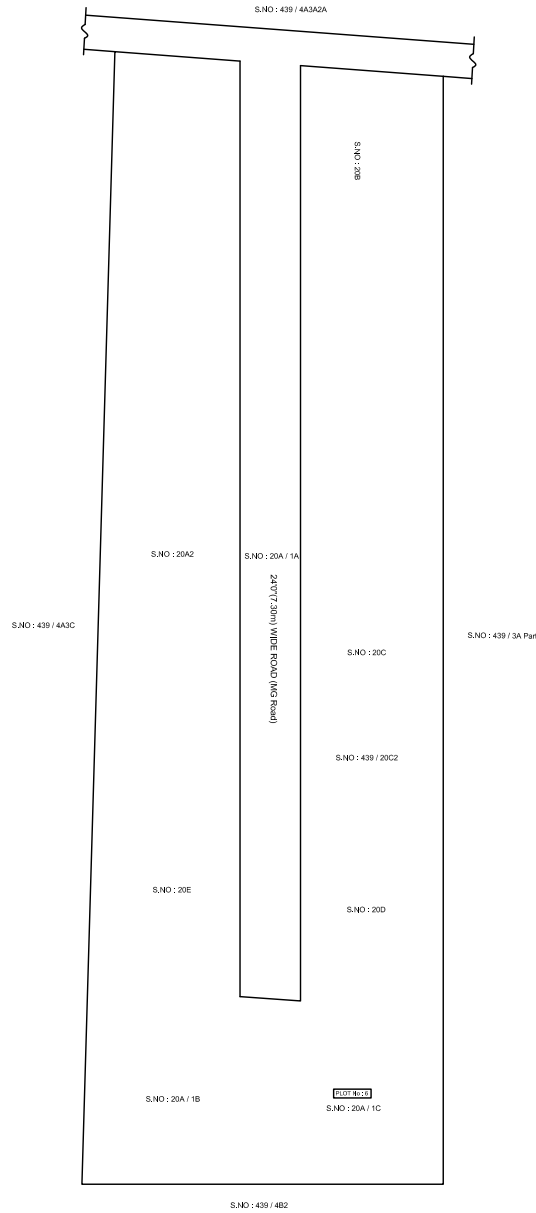 S.NO : 439 / 4A3A2A
S.NO : 20B
S.NO : 20A2
S.NO : 20A / 1A
24'0"(7.30m) WIDE ROAD (MG Road)
S.NO : 439 / 4A3C
S.NO : 439 / 3A Part
S.NO : 20C
S.NO : 439 / 20C2
S.NO : 20E
S.NO : 20D
PLOT No : 6
S.NO : 20A / 1B
S.NO : 20A / 1C
S.NO : 439 / 4B2